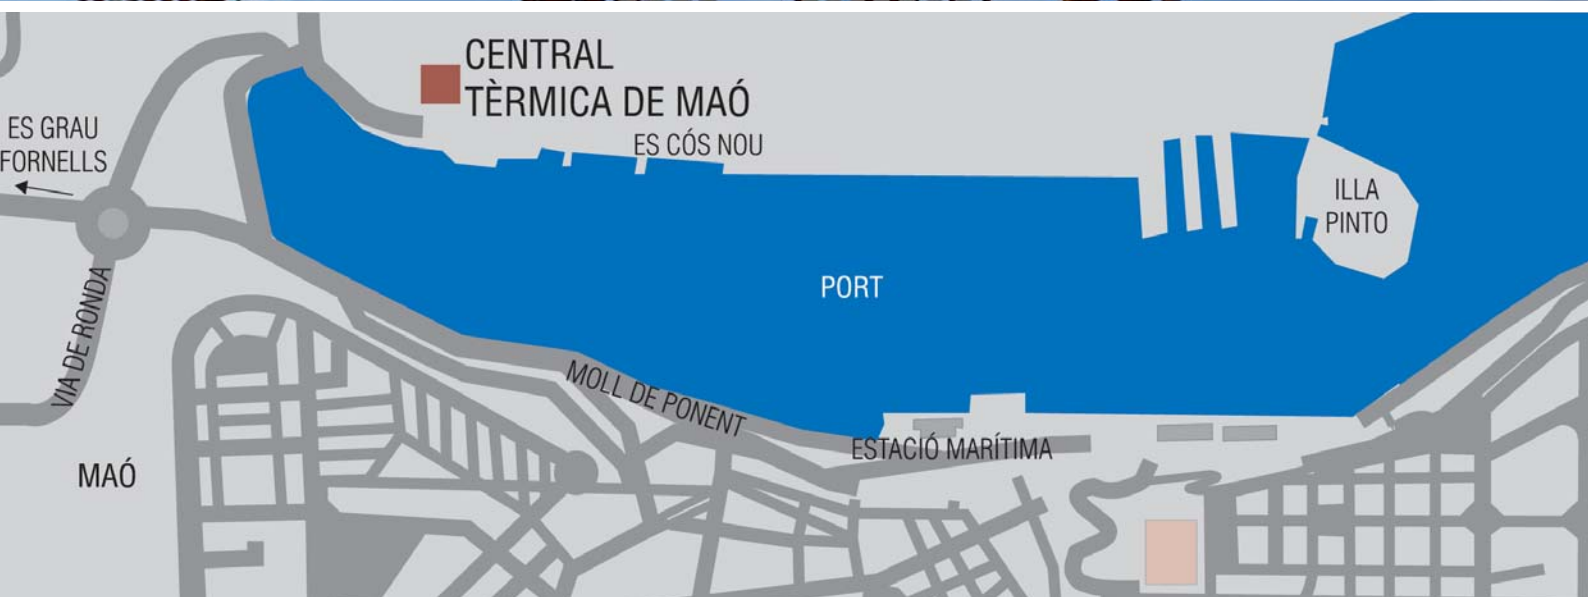 CENTRAL
TÈRMICA DE MAÓ
ES CÓS NOU
ES GRAU
FORNELLS
ILLA
PINTO
PORT
VIA DE RONDA
MOLL DE PONENT
ESTACIÓ MARÍTIMA
MAÓ